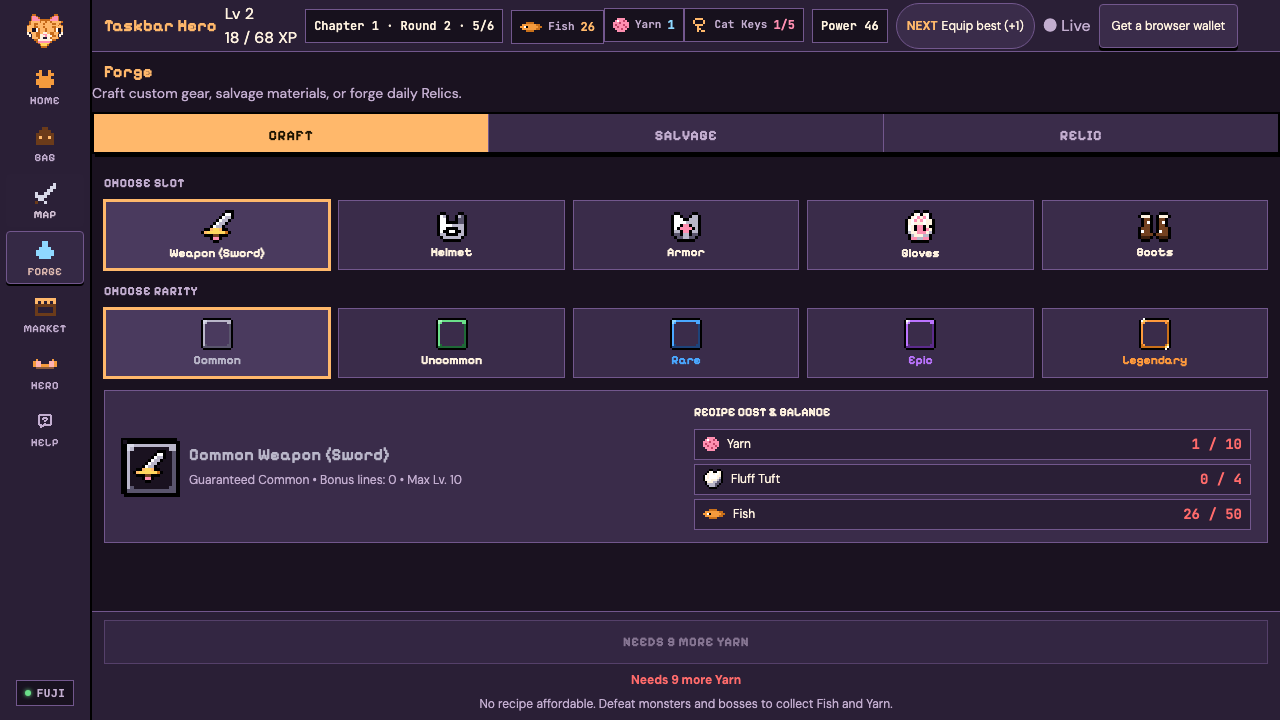 Taskbar Hero
Lv 2
18 / 68 XP
Chapter 1 · Round 2 · 5/6
Fish 26
Yarn 1
Cat Keys 1/5
Power 46
NEXT Equip best (+1)
Live
Get a browser wallet
HOME
BAG
MAP
FORGE
MARKET
HERO
HELP
FUJI
Forge
Craft custom gear, salvage materials, or forge daily Relics.
CRAFT
SALVAGE
RELIC
CHOOSE SLOT
Weapon (Sword)
Helmet
Armor
Gloves
Boots
CHOOSE RARITY
Common
Uncommon
Rare
Epic
Legendary
Common Weapon (Sword)
Guaranteed Common • Bonus lines: 0 • Max Lv. 10
RECIPE COST & BALANCE
Yarn 1 / 10
Fluff Tuft 0 / 4
Fish 26 / 50
NEEDS 9 MORE YARN
Needs 9 more Yarn
No recipe affordable. Defeat monsters and bosses to collect Fish and Yarn.